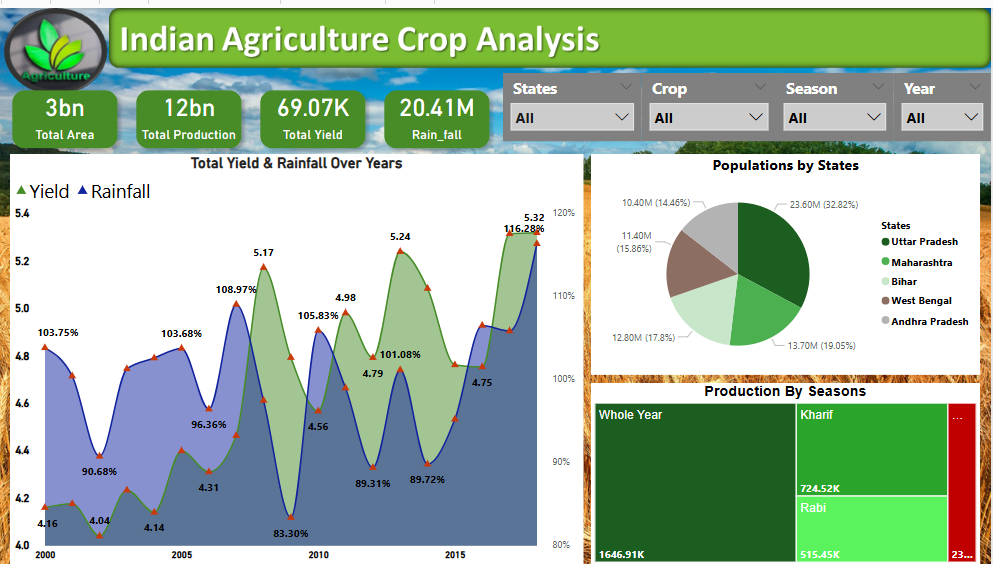 Agriculture
Indian Agriculture Crop Analysis
3bn
Total Area
12bn
Total Production
69.07K
Total Yield
20.41M
Rain_fall
States
All
Crop
All
Season
All
Year
All
Total Yield & Rainfall Over Years
Yield Rainfall
5.4
5.2
5.0
4.8
4.6
4.4
4.2
4.0
120%
110%
100%
90%
80%
103.75%
90.68%
103.68%
96.36%
108.97%
83.30%
105.83%
89.31%
101.08%
89.72%
116.28%
4.16
4.04
4.14
4.31
5.17
4.56
4.98
4.79
5.24
4.75
5.32
2000
2005
2010
2015
Populations by States
23.60M (32.82%)
13.70M (19.05%)
12.80M (17.8%)
11.40M
(15.86%)
10.40M (14.46%)
States
Uttar Pradesh
Maharashtra
Bihar
West Bengal
Andhra Pradesh
Production By Seasons
Whole Year
1646.91K
Kharif
724.52K
Rabi
515.45K
...
23...